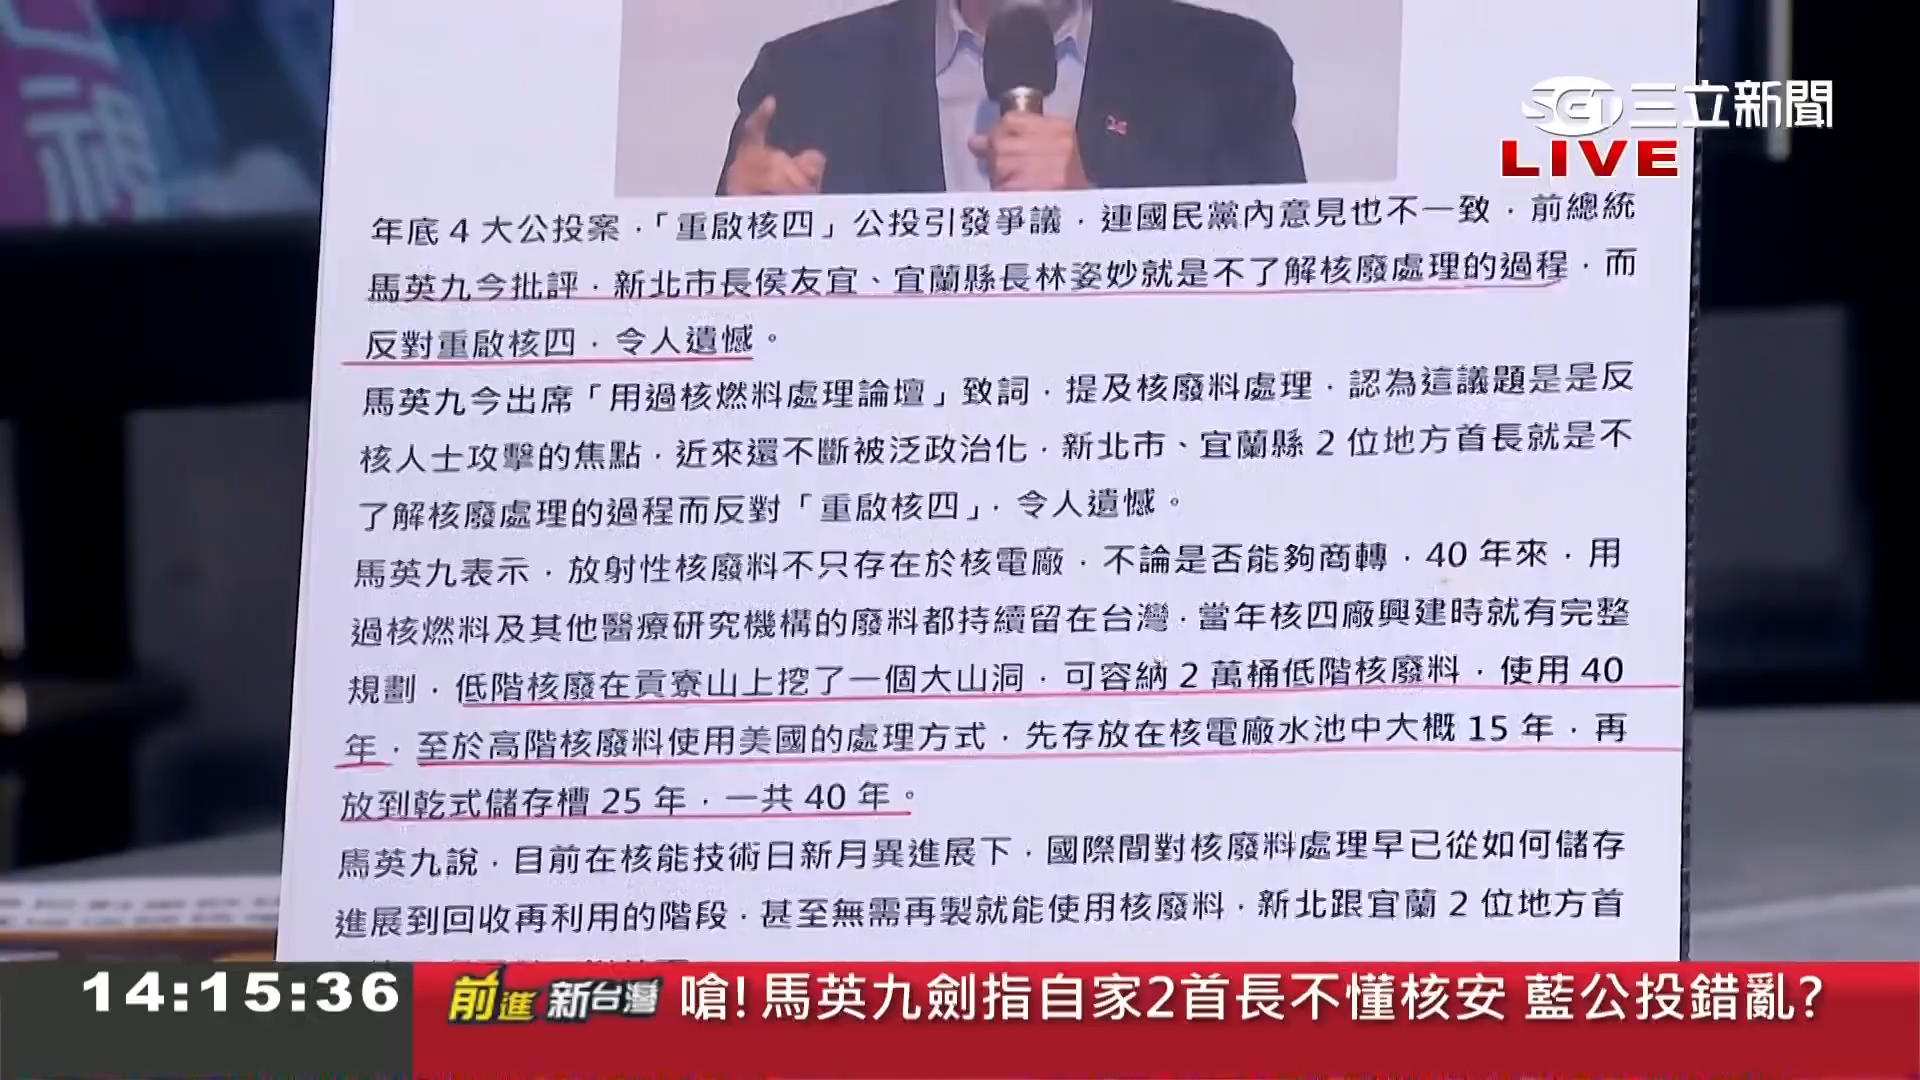 SET三立新聞
LIVE
年底 4 大公投案，「重啟核四」公投引發爭議，連國民黨內意見也不一致，前總統
馬英九今批評，新北市長侯友宜、宜蘭縣長林姿妙就是不了解核廢處理的過程，而
反對重啟核四，令人遺憾。
馬英九今出席「用過核燃料處理論壇」致詞，提及核廢料處理，認為這議題是是反
核人士攻擊的焦點，近來還不斷被泛政治化，新北市、宜蘭縣 2 位地方首長就是不
了解核廢處理的過程而反對「重啟核四」，令人遺憾。
馬英九表示，放射性核廢料不只存在於核電廠，不論是否能夠商轉，40 年來，用
過核燃料及其他醫療研究機構的廢料都持續留在台灣，當年核四廠興建時就有完整
規劃，低階核廢在貢寮山上挖了一個大山洞，可容納 2 萬桶低階核廢料，使用 40
年，至於高階核廢料使用美國的處理方式，先存放在核電廠水池中大概 15 年，再
放到乾式儲存槽 25 年，一共 40 年。
馬英九說，目前在核能技術日新月異進展下，國際間對核廢料處理早已從如何儲存
進展到回收再利用的階段，甚至無需再製就能使用核廢料，新北跟宜蘭 2 位地方首
14:15:36
前進新台灣
嗆!馬英九劍指自家2首長不懂核安 藍公投錯亂?